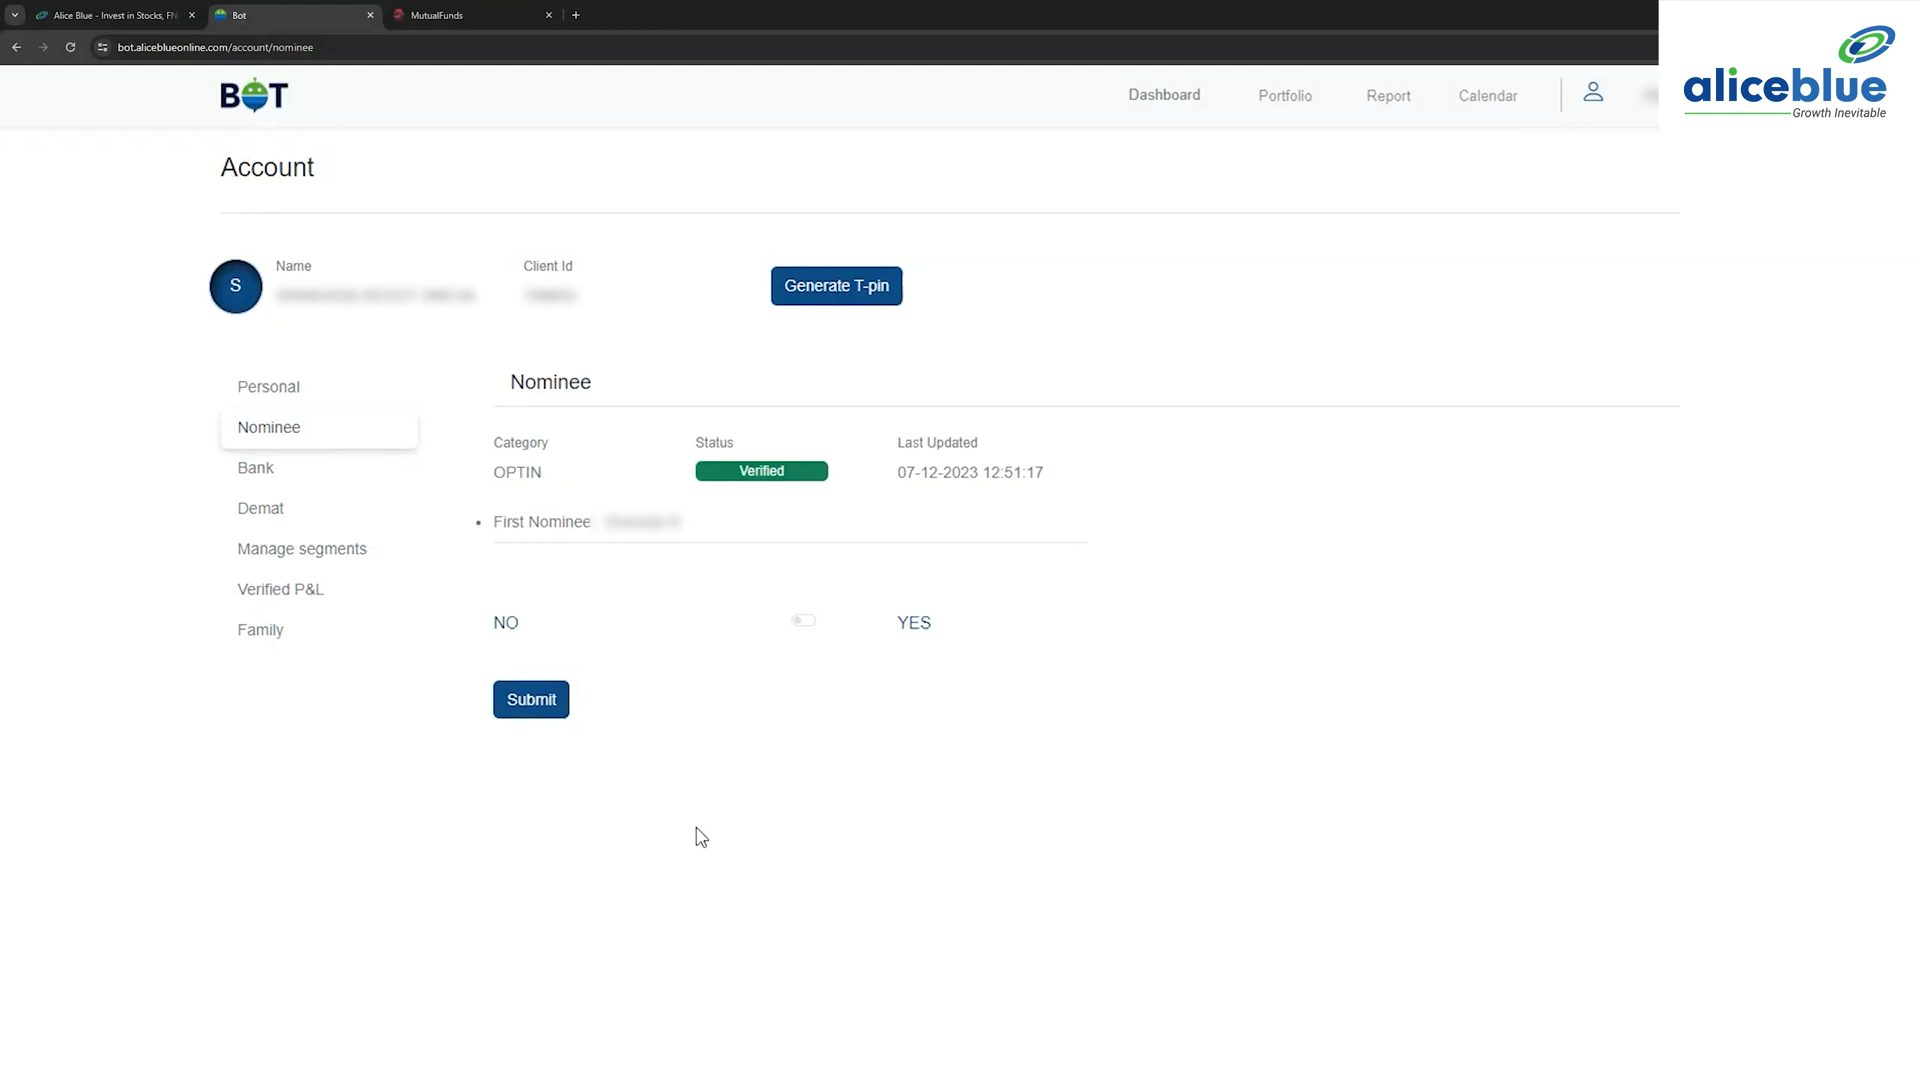 Alice Blue - Invest in Stocks, FN
Bot
MutualFunds
bot.aliceblueonline.com/account/nominee
BOT
Dashboard
Portfolio
Report
Calendar
aliceblue
Growth Inevitable
Account
S
Name
Client Id
Generate T-pin
Personal
Nominee
Bank
Demat
Manage segments
Verified P&L
Family
Nominee
Category
Status
Last Updated
OPTIN
Verified
07-12-2023 12:51:17
First Nominee
NO
YES
Submit